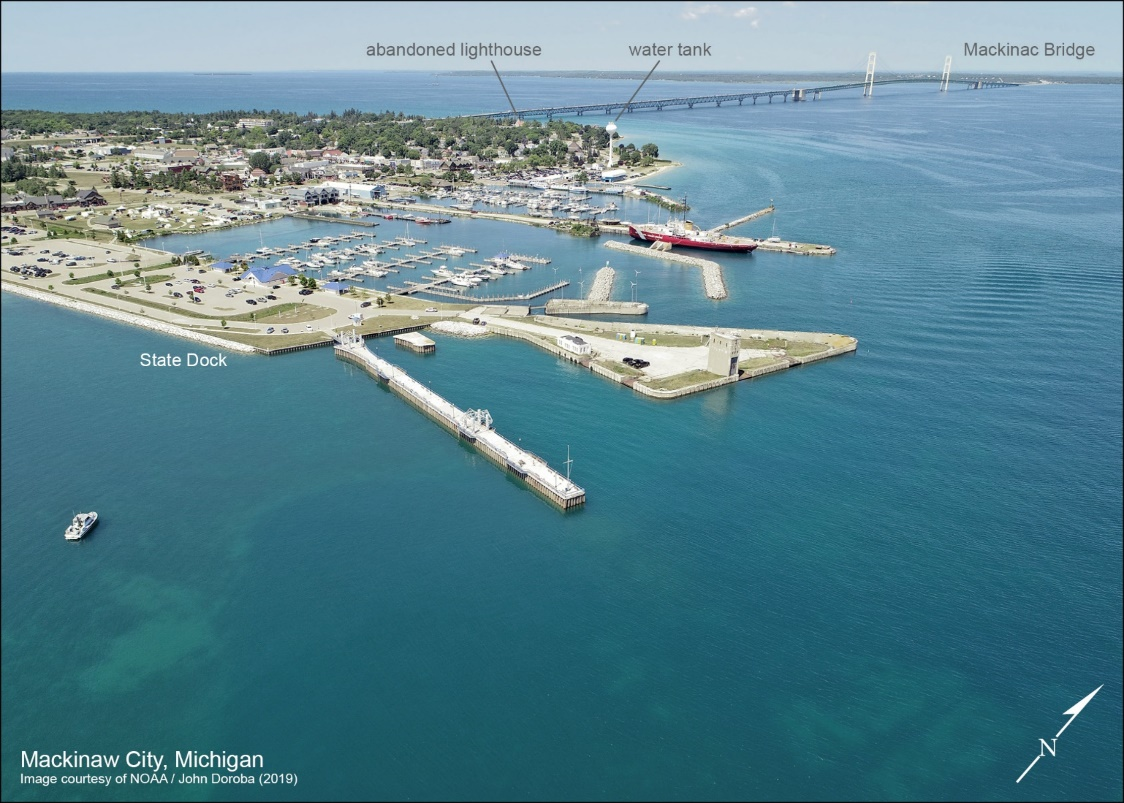 abandoned lighthouse
water tank
Mackinac Bridge
State Dock
N
Mackinaw City, Michigan
Image courtesy of NOAA / John Doroba (2019)